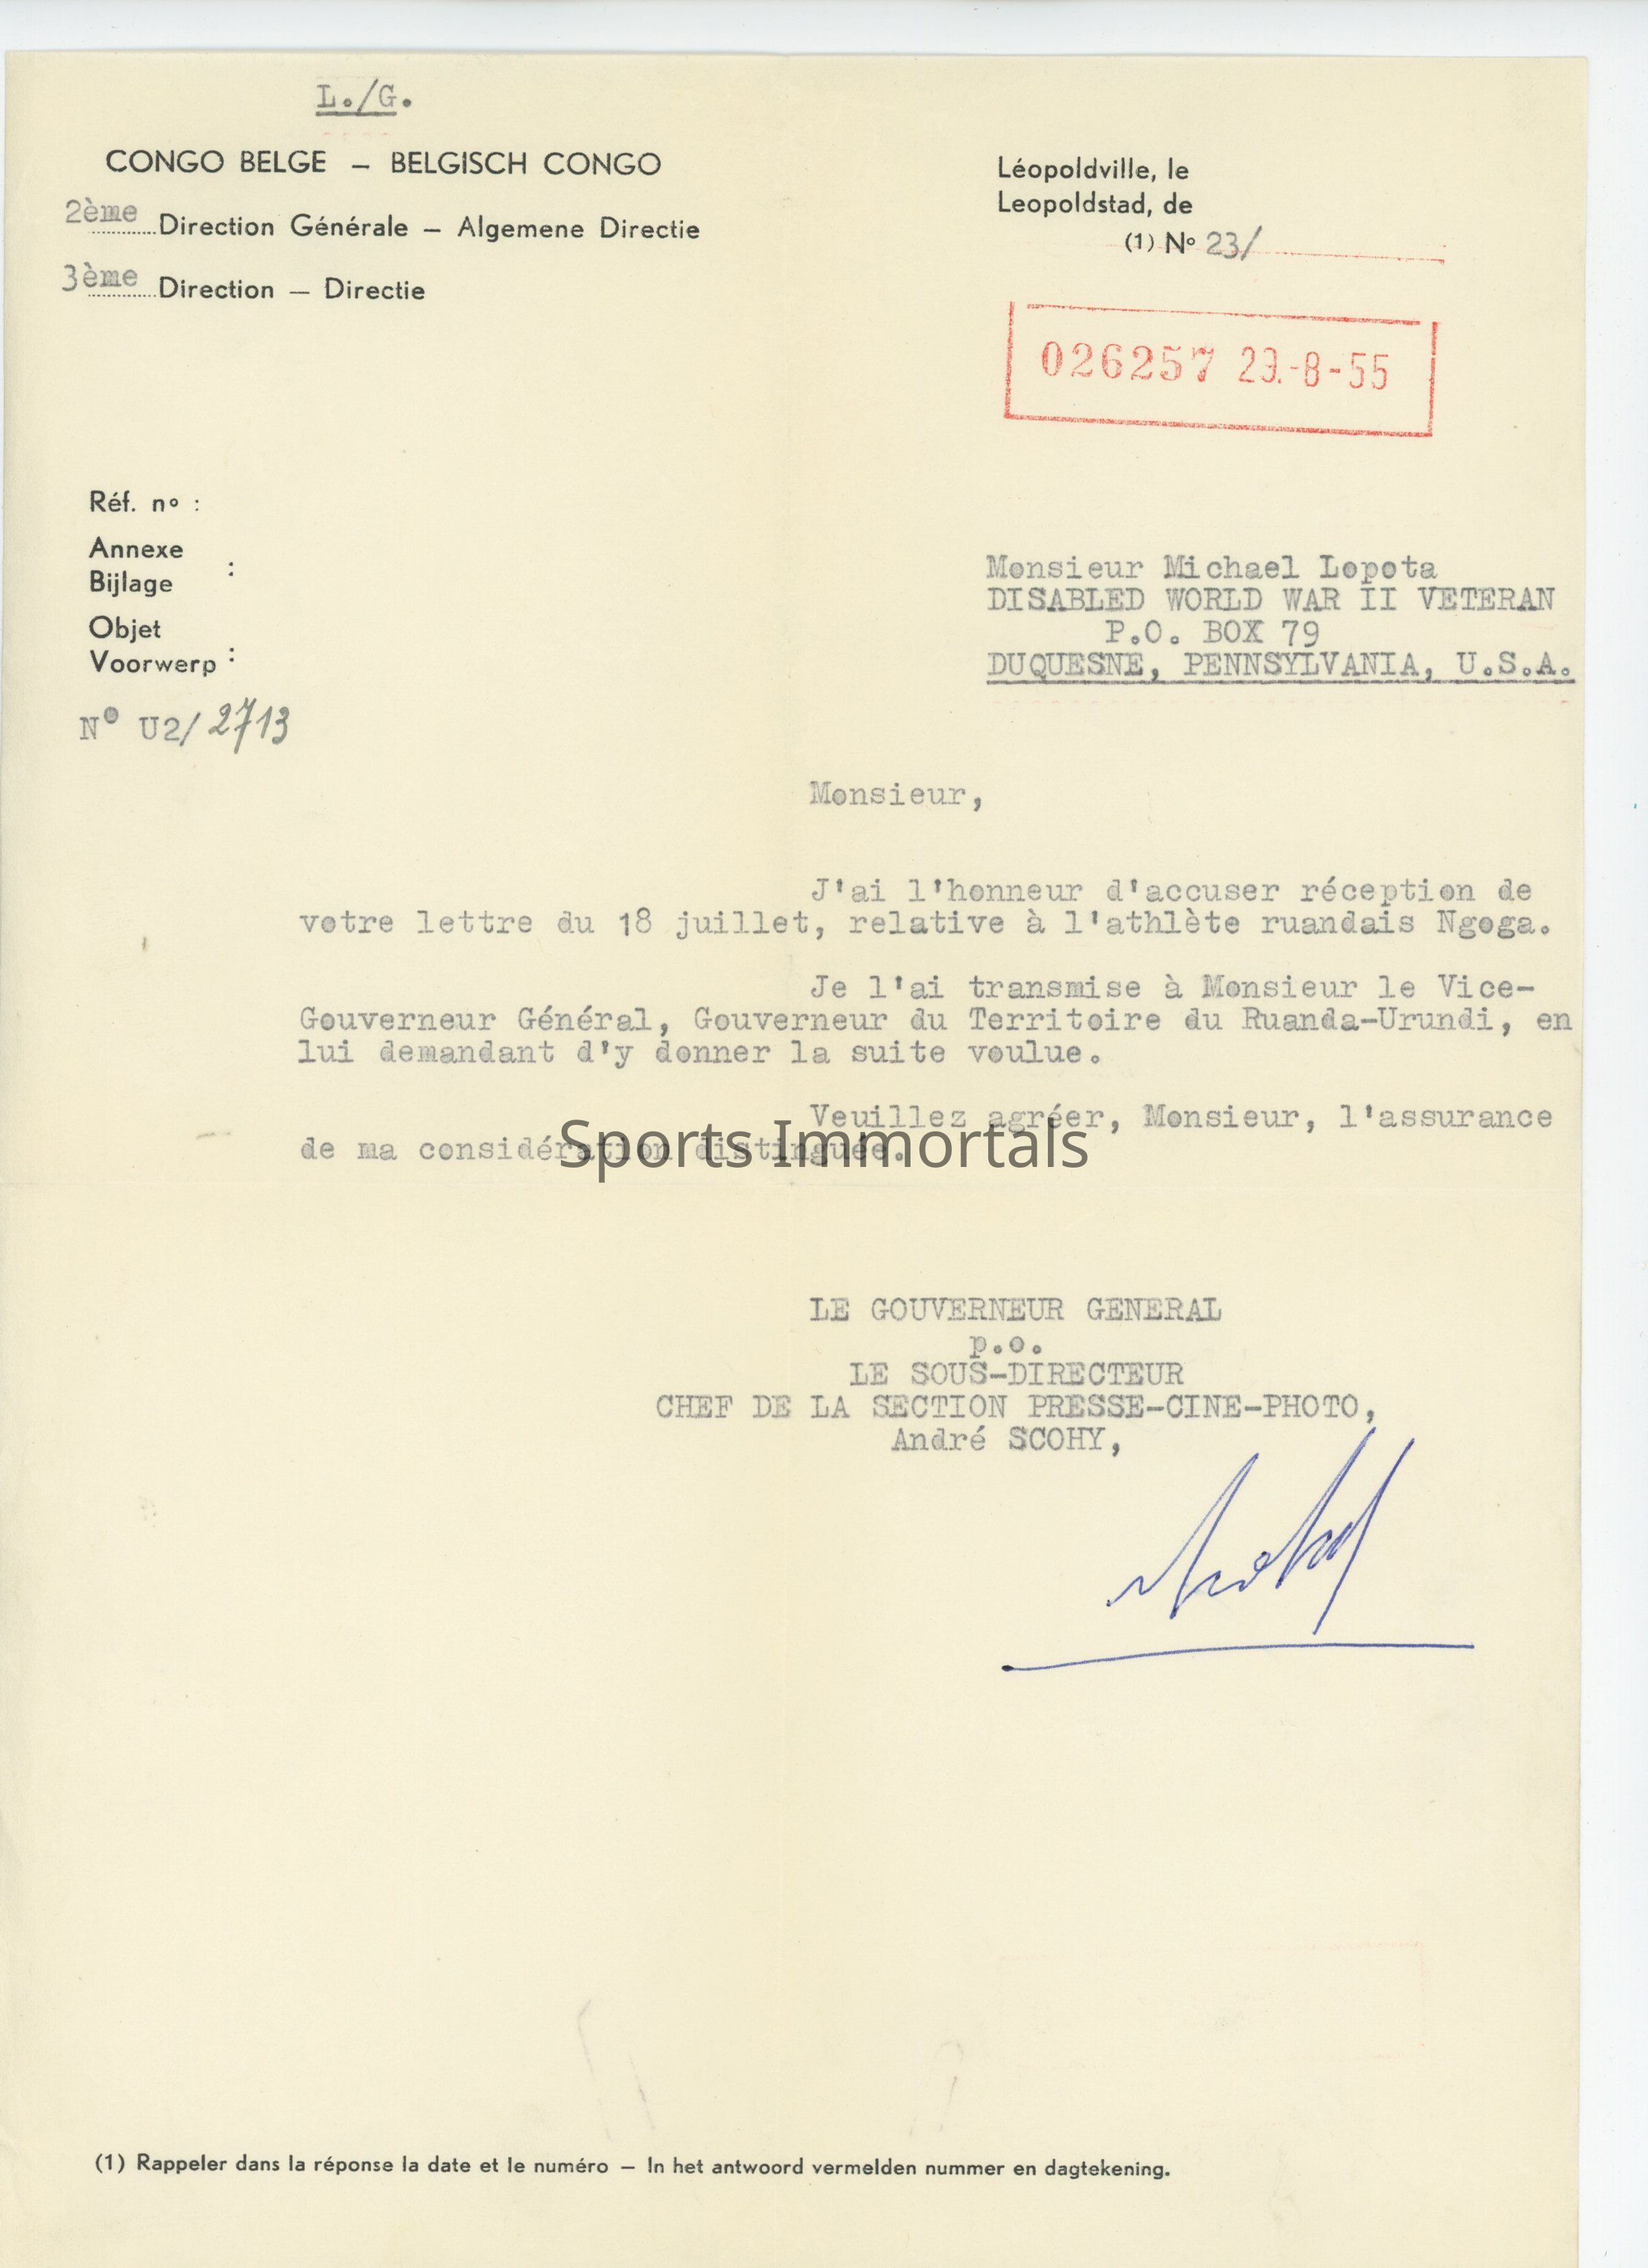 L./G.
CONGO BELGE – BELGISCH CONGO
2ème Direction Générale – Algemene Directie
3ème Direction – Directie
Léopoldville, le
Leopoldstad, de
(1) Nº 23/
026257 29.-8-55
Réf. nº :
Annexe
Bijlage :
Objet
Voorwerp :
Nº U2/2713
Monsieur Michael Lopota
DISABLED WORLD WAR II VETERAN
P.O. BOX 79
DUQUESNE, PENNSYLVANIA, U.S.A.
Monsieur,
J'ai l'honneur d'accuser réception de
votre lettre du 18 juillet, relative à l'athlète ruandais Ngoga.
Je l'ai transmise à Monsieur le Vice-
Gouverneur Général, Gouverneur du Territoire du Ruanda-Urundi, en
lui demandant d'y donner la suite voulue.
Veuillez agréer, Monsieur, l'assurance
de ma considération distinguée.
Sports Immortals
LE GOUVERNEUR GENERAL
p.o.
LE SOUS-DIRECTEUR
CHEF DE LA SECTION PRESSE-CINE-PHOTO,
André SCOHY,
(1) Rappeler dans la réponse la date et le numéro – In het antwoord vermelden nummer en dagtekening.